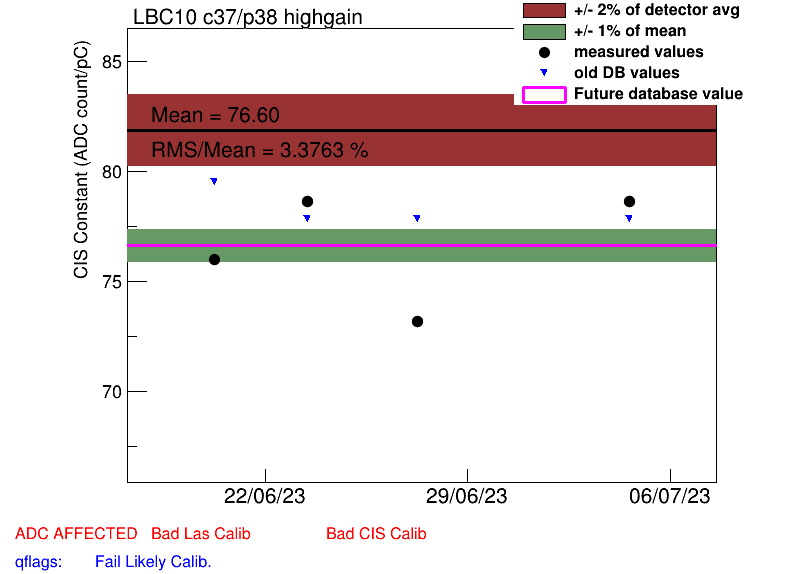 LBC10 c37/p38 highgain
+/- 2% of detector avg
+/- 1% of mean
measured values
old DB values
Future database value
CIS Constant (ADC count/pC)
85
80
75
70
Mean = 76.60
RMS/Mean = 3.3763 %
22/06/23 29/06/23 06/07/23
ADC AFFECTED Bad Las Calib Bad CIS Calib
qflags: Fail Likely Calib.